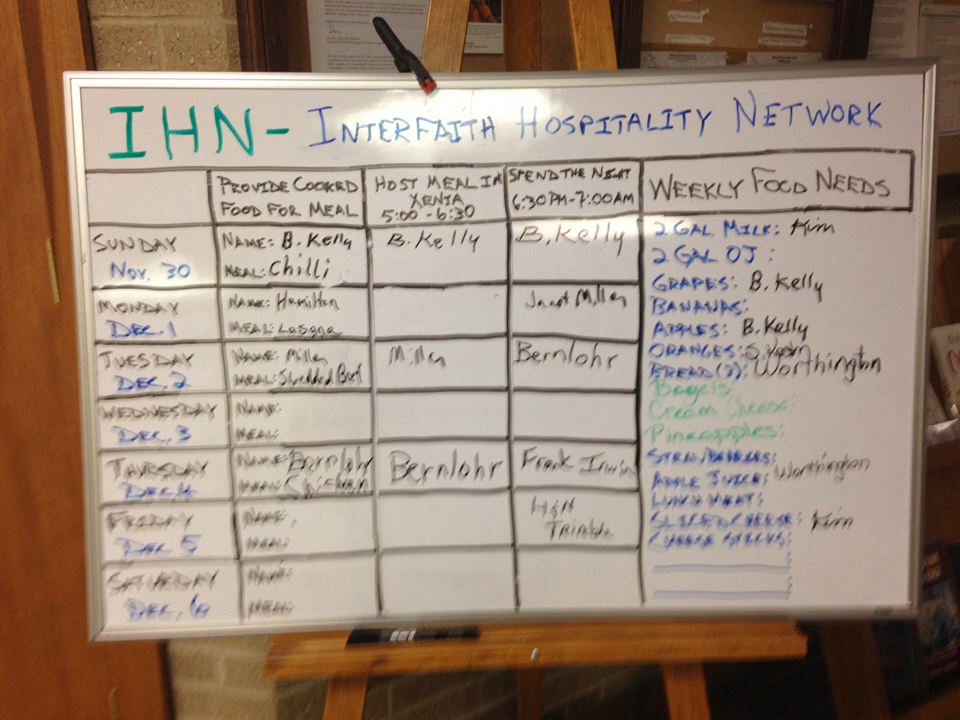 IHN- INTERFAITH HOSPITALITY NETWORK
PROVIDE COOKED FOOD FOR MEAL
HOST MEAL IN XENIA 5:00 - 6:30
SPEND THE NIGHT 6:30PM-7:00AM
WEEKLY FOOD NEEDS
SUNDAY Nov. 30
NAME: B. Kelly
MEAL: Chilli
B. Kelly
B. Kelly
MONDAY DEC. 1
NAME: Hamilton
MEAL: Lasagna
Janet Miller
TUESDAY DEC. 2
NAME: Miller
MEAL: Shredded Beef
Miller
Bernlohr
WEDNESDAY DEC. 3
NAME:
MEAL:
THURSDAY DEC. 4
NAME: Bernlohr
MEAL: Chicken
Bernlohr
Frank Irwin
FRIDAY DEC 5
NAME:
MEAL:
SATURDAY DEC. 6
NAME:
MEAL:
2 GAL MILK: Kim
2 GAL OJ:
GRAPES: B. Kelly
BANANAS:
APPLES: B. Kelly
ORANGES:
BREAD (3): Worthington
Bagels:
Cream Cheese:
Pineapples:
STRAWBERRIES:
APPLE JUICE: Worthington
LUNCH MEAT:
SLICED CHEESE: Kim
CHEESE STICKS: